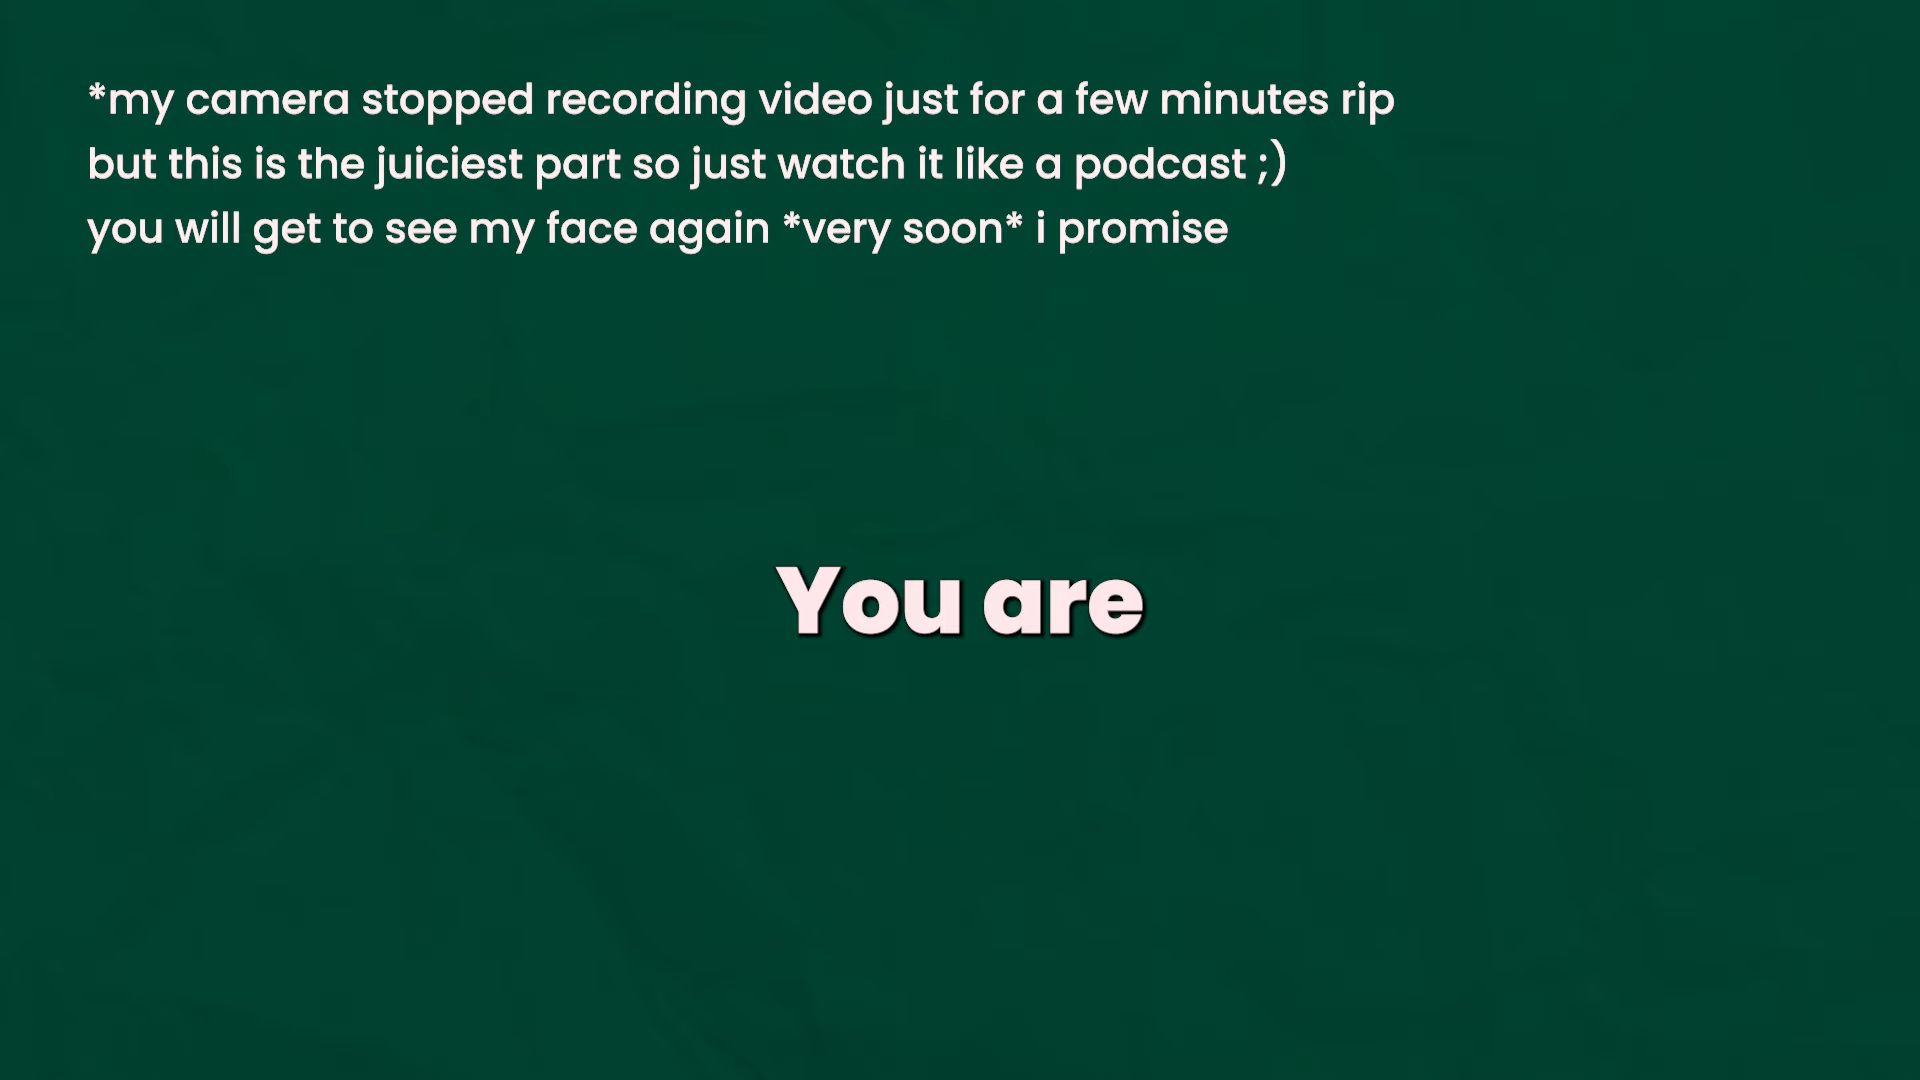 *my camera stopped recording video just for a few minutes rip
but this is the juiciest part so just watch it like a podcast ;)
you will get to see my face again *very soon* i promise
You are